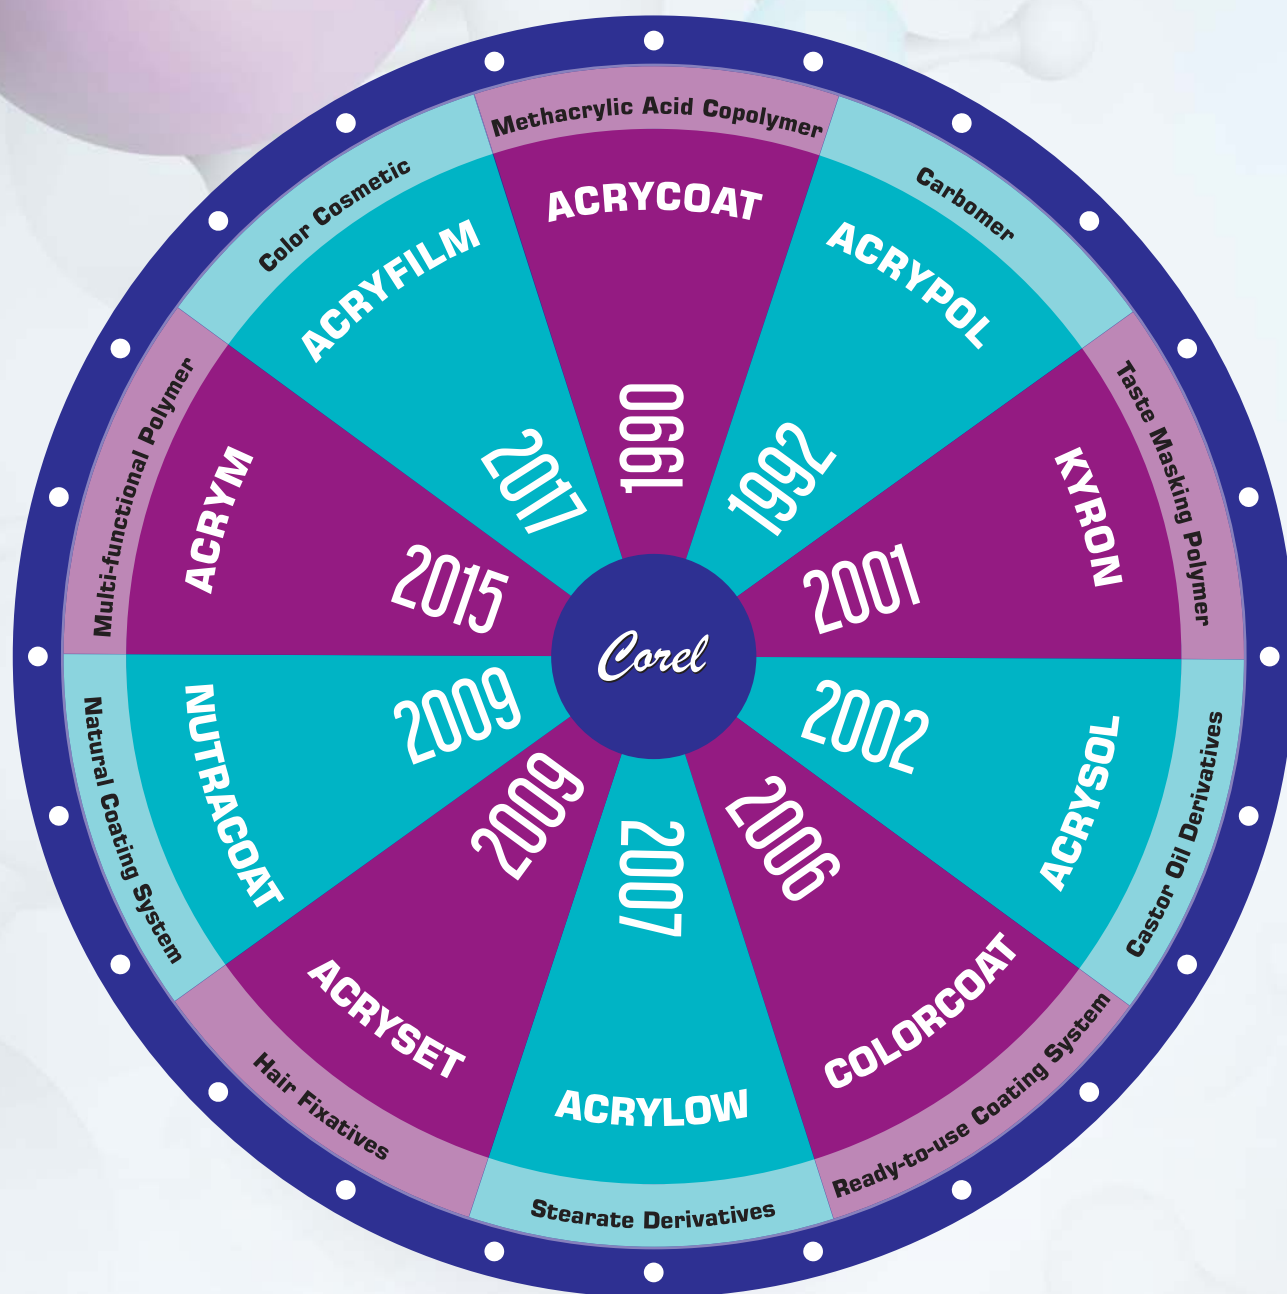 Methacrylic Acid Copolymer
ACRYCOAT
1990
Carbomer
ACRYPOL
1992
Taste Masking Polymer
KYRON
2001
Castor Oil Derivatives
ACRYSOL
2002
Ready-to-use Coating System
COLORCOAT
2006
Stearate Derivatives
ACRYLOW
2007
Hair Fixatives
ACRYSET
2009
Natural Coating System
NUTRACOAT
2009
Multi-functional Polymer
ACRYM
2015
Color Cosmetic
ACRYFILM
2017
Corel